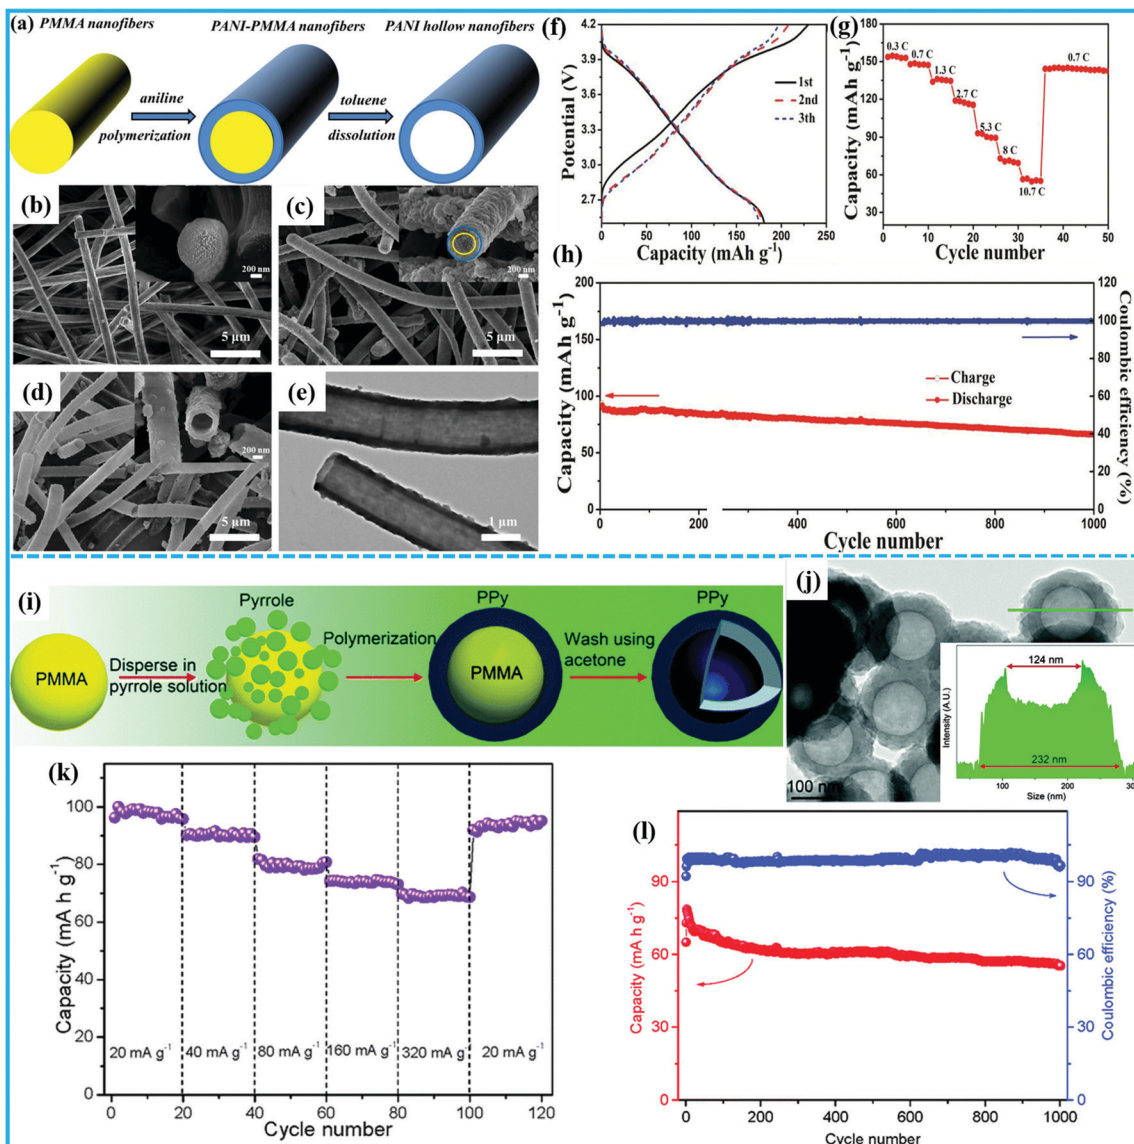 (a)
PMMA nanofibers
PANI-PMMA nanofibers
PANI hollow nanofibers
aniline
polymerization
toluene
dissolution
(b)
200 nm
5 μm
(c)
200 nm
5 μm
(d)
200 nm
5 μm
(e)
1 μm
(f)
4.2
3.9
3.6
3.3
3.0
2.7
Potential (V)
1st
2nd
3th
0 50 100 150 200 250
Capacity (mAh g⁻¹)
(g)
180
150
120
90
60
30
Capacity (mAh g⁻¹)
0.3 C
0.7 C
1.3 C
2.7 C
5.3 C
8 C
10.7 C
0.7 C
0 10 20 30 40 50
Cycle number
(h)
200
175
150
125
100
75
50
25
0
Capacity (mAh g⁻¹)
Charge
Discharge
120
100
80
60
40
20
0
Coulombic efficiency (%)
0 200 400 600 800 1000
Cycle number
(i)
PMMA
Disperse in
pyrrole solution
Pyrrole
Polymerization
PPy
PMMA
Wash using
acetone
PPy
(j)
100 nm
124 nm
232 nm
Intensity (A.U.)
100 200 30
Size (nm)
(k)
100
80
60
40
20
0
Capacity (mA h g⁻¹)
20 mA g⁻¹
40 mA g⁻¹
80 mA g⁻¹
160 mA g⁻¹
320 mA g⁻¹
20 mA g⁻¹
0 20 40 60 80 100 120
Cycle number
(l)
90
60
30
0
Capacity (mA h g⁻¹)
90
60
30
0
Coulombic efficiency (%)
0 200 400 600 800 1000
Cycle number